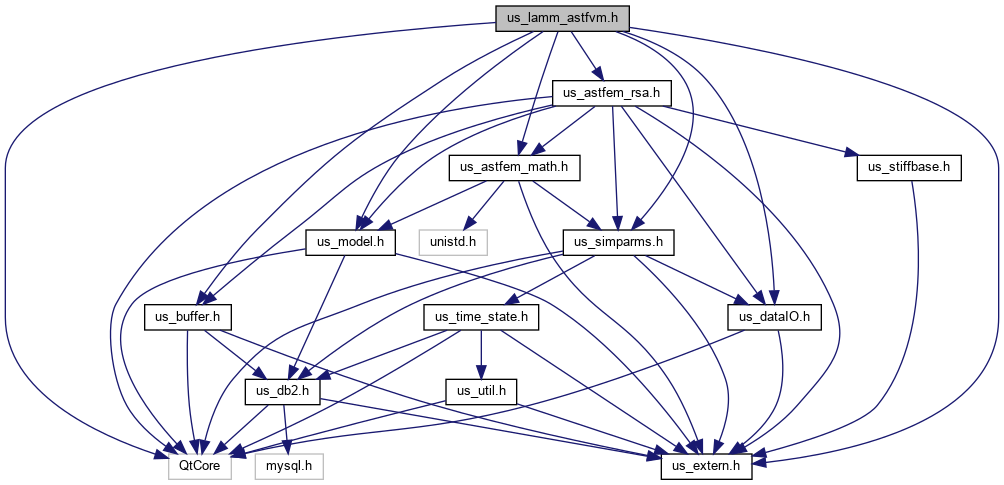 us_lamm_astfvm.h
us_astfem_rsa.h
us_astfem_math.h
us_stiffbase.h
us_model.h
unistd.h
us_simparms.h
us_buffer.h
us_time_state.h
us_dataIO.h
us_db2.h
us_util.h
QtCore
mysql.h
us_extern.h